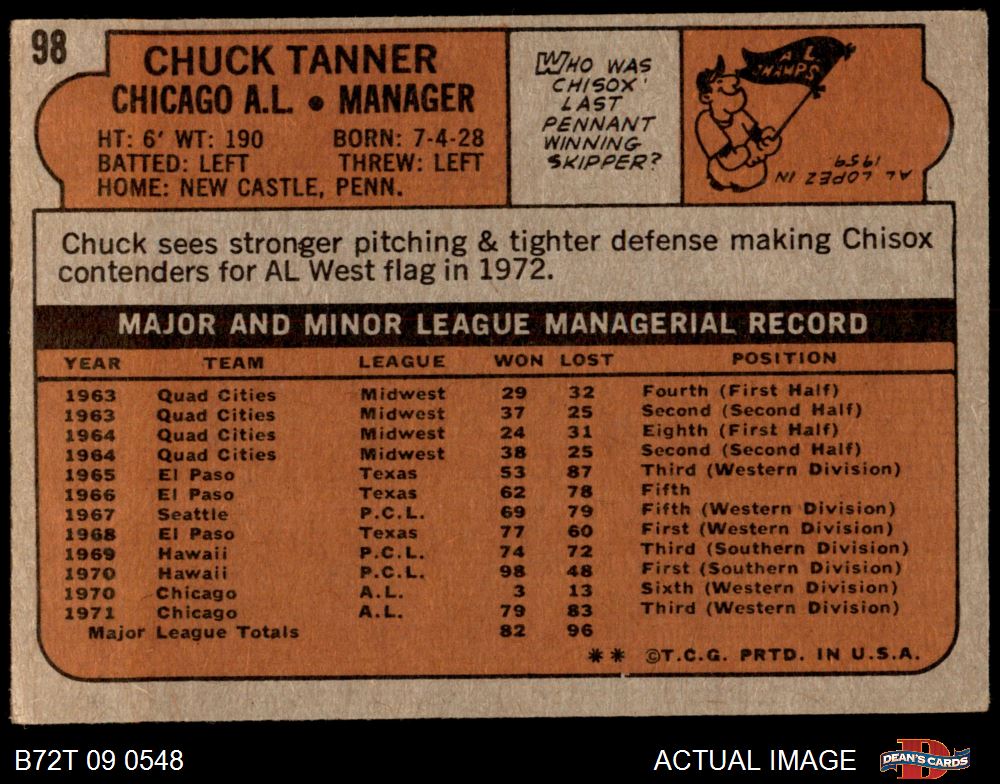 98
CHUCK TANNER
CHICAGO A.L. • MANAGER
HT: 6' WT: 190 BORN: 7-4-28
BATTED: LEFT THREW: LEFT
HOME: NEW CASTLE, PENN.
WHO WAS
CHISOX'
LAST
PENNANT
WINNING
SKIPPER?
AL
CHAMPS
AL LOPEZ IN
1959
Chuck sees stronger pitching & tighter defense making Chisox
contenders for AL West flag in 1972.
MAJOR AND MINOR LEAGUE MANAGERIAL RECORD
YEAR TEAM LEAGUE WON LOST POSITION
1963 Quad Cities Midwest 29 32 Fourth (First Half)
1963 Quad Cities Midwest 37 25 Second (Second Half)
1964 Quad Cities Midwest 24 31 Eighth (First Half)
1964 Quad Cities Midwest 38 25 Second (Second Half)
1965 El Paso Texas 53 87 Third (Western Division)
1966 El Paso Texas 62 78 Fifth
1967 Seattle P.C.L. 69 79 Fifth (Western Division)
1968 El Paso Texas 77 60 First (Western Division)
1969 Hawaii P.C.L. 74 72 Third (Southern Division)
1970 Hawaii P.C.L. 98 48 First (Southern Division)
1970 Chicago A.L. 3 13 Sixth (Western Division)
1971 Chicago A.L. 79 83 Third (Western Division)
Major League Totals 82 96
** ©T.C.G. PRTD. IN U.S.A.
B72T 09 0548 ACTUAL IMAGE
D
DEAN'S CARDS